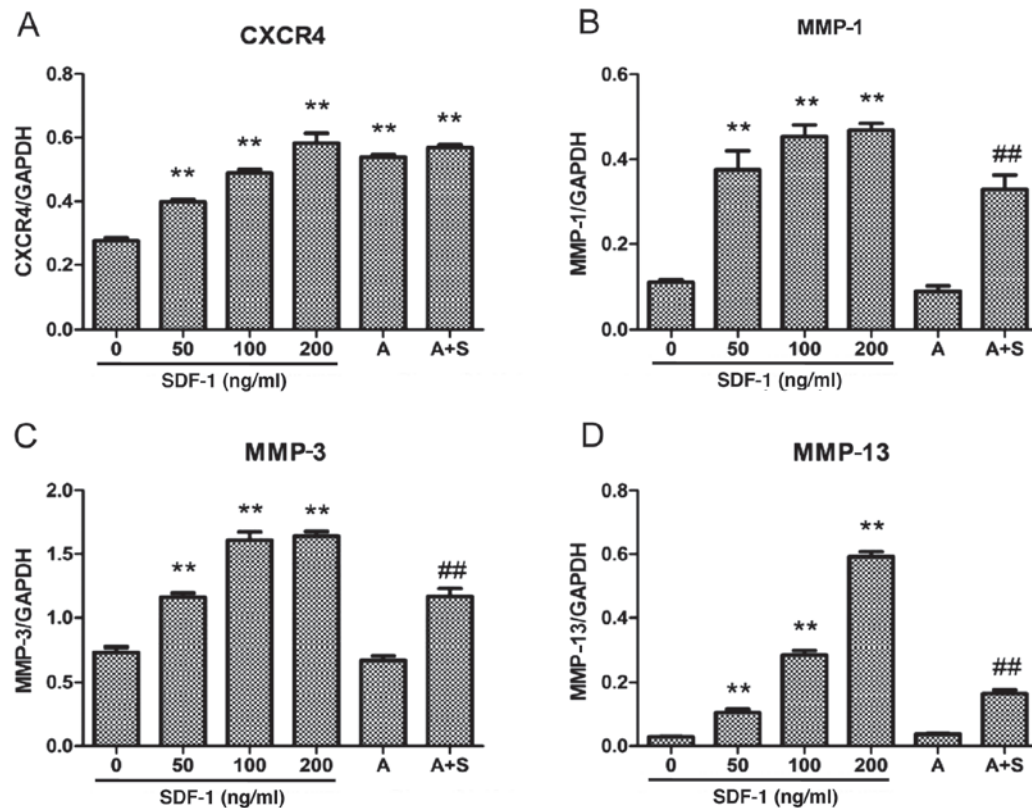 A
CXCR4
CXCR4/GAPDH
0.8
0.6
0.4
0.2
0.0
** ** ** ** **
0 50 100 200 A A+S
SDF-1 (ng/ml)
B
MMP-1
MMP-1/GAPDH
0.6
0.4
0.2
0.0
** ** ** ##
0 50 100 200 A A+S
SDF-1 (ng/ml)
C
MMP-3
MMP-3/GAPDH
2.0
1.5
1.0
0.5
0.0
** ** ** ##
0 50 100 200 A A+S
SDF-1 (ng/ml)
D
MMP-13
MMP-13/GAPDH
0.8
0.6
0.4
0.2
0.0
** ** ** ##
0 50 100 200 A A+S
SDF-1 (ng/ml)